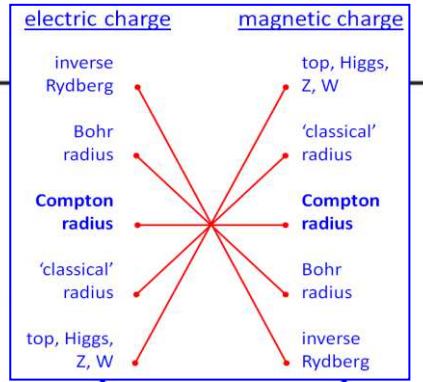 electric charge
magnetic charge
inverse
Rydberg
top, Higgs,
Z, W
Bohr
radius
'classical'
radius
Compton
radius
Compton
radius
'classical'
radius
Bohr
radius
top, Higgs,
Z, W
inverse
Rydberg